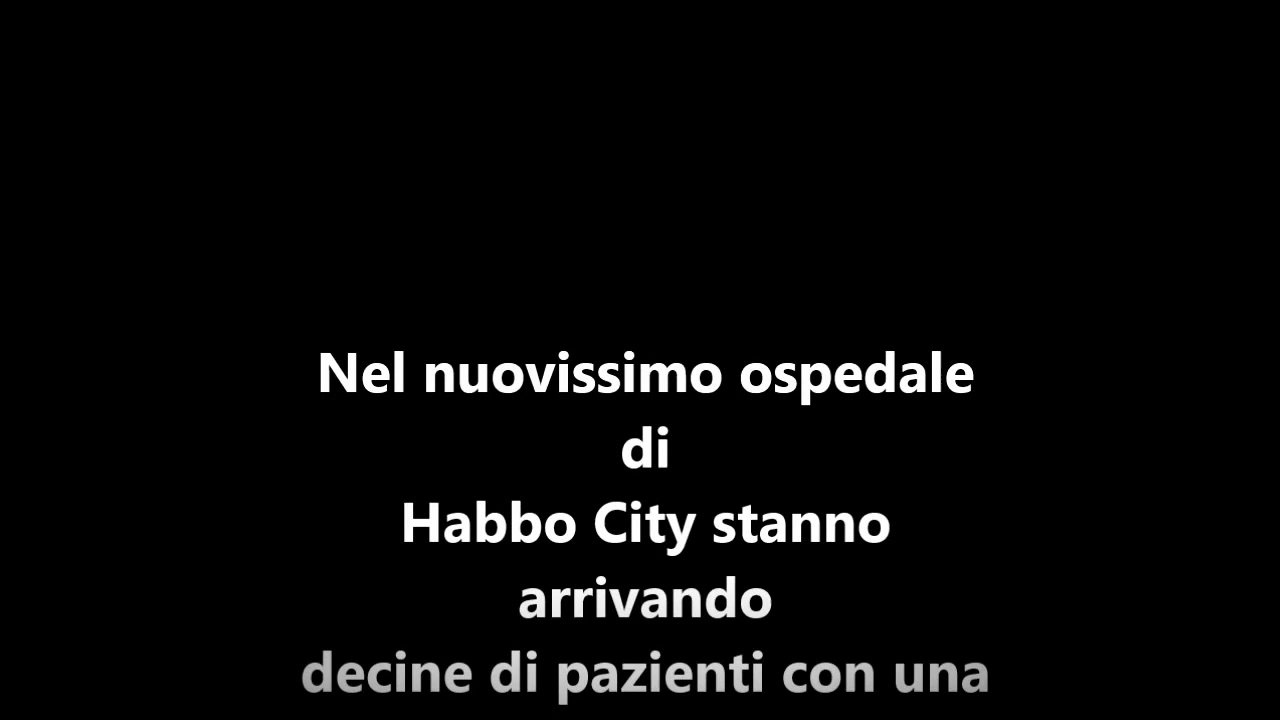 Nel nuovissimo ospedale
di
Habbo City stanno
arrivando
decine di pazienti con una